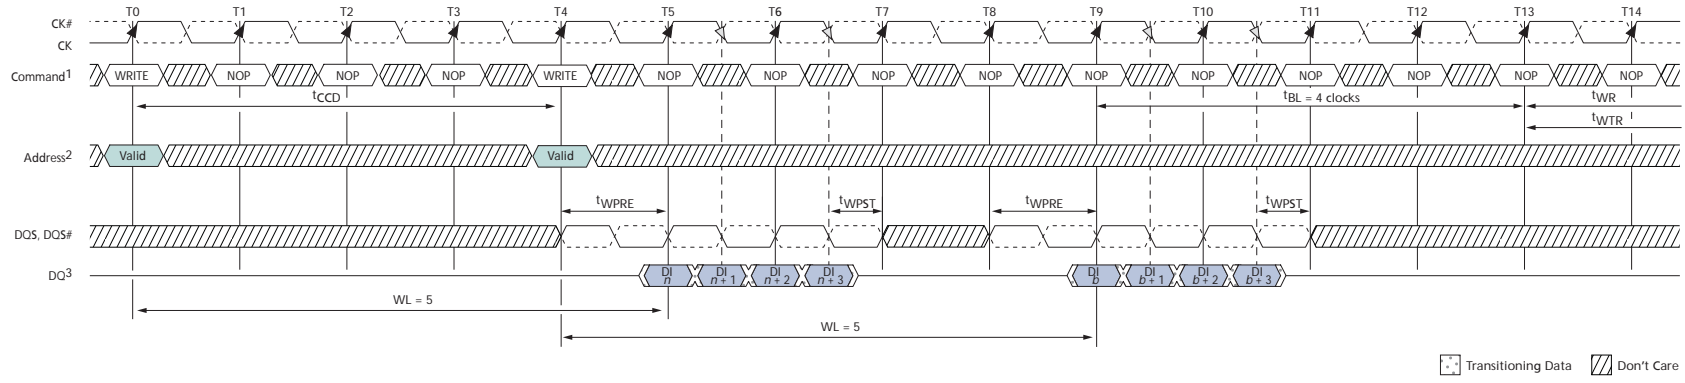 T0 T1 T2 T3 T4 T5 T6 T7 T8 T9 T10 T11 T12 T13 T14
CK#
CK
Command1 WRITE NOP NOP NOP WRITE NOP NOP NOP NOP NOP NOP NOP NOP NOP NOP
tCCD tBL = 4 clocks tWR
tWTR
Address2 Valid Valid
tWPRE tWPST tWPRE tWPST
DQS, DQS#
DQ3 DI n DI n + 1 DI n + 2 DI n + 3 DI b DI b + 1 DI b + 2 DI b + 3
WL = 5
WL = 5
Transitioning Data Don't Care